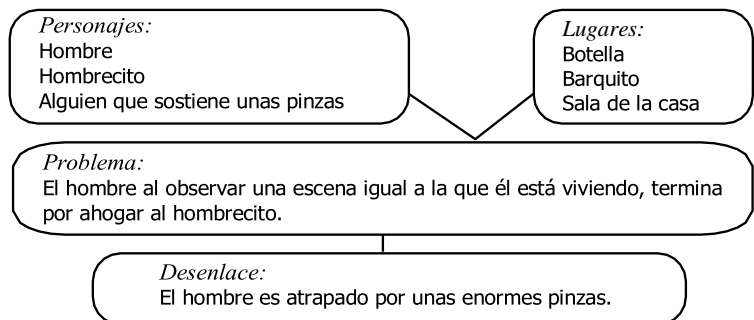 Personajes:
Hombre
Hombrecito
Alguien que sostiene unas pinzas
Lugares:
Botella
Barquito
Sala de la casa
Problema:
El hombre al observar una escena igual a la que él está viviendo, termina
por ahogar al hombrecito.
Desenlace:
El hombre es atrapado por unas enormes pinzas.